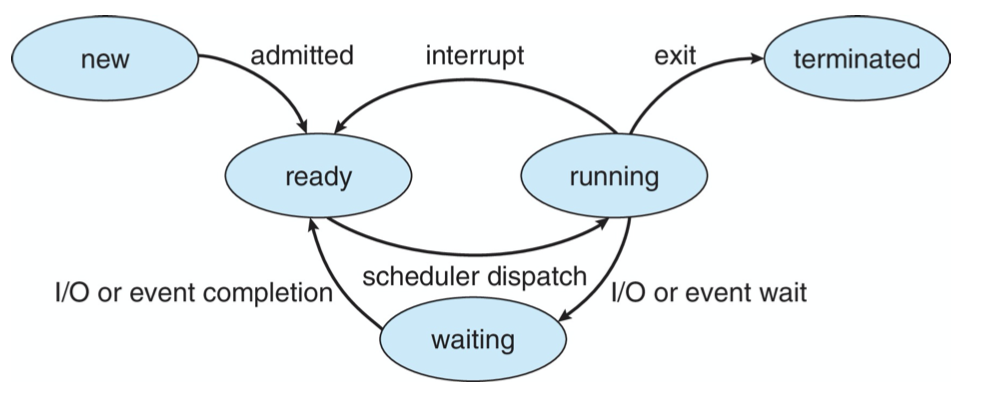 new
admitted
interrupt
exit
terminated
ready
running
scheduler dispatch
I/O or event completion
I/O or event wait
waiting